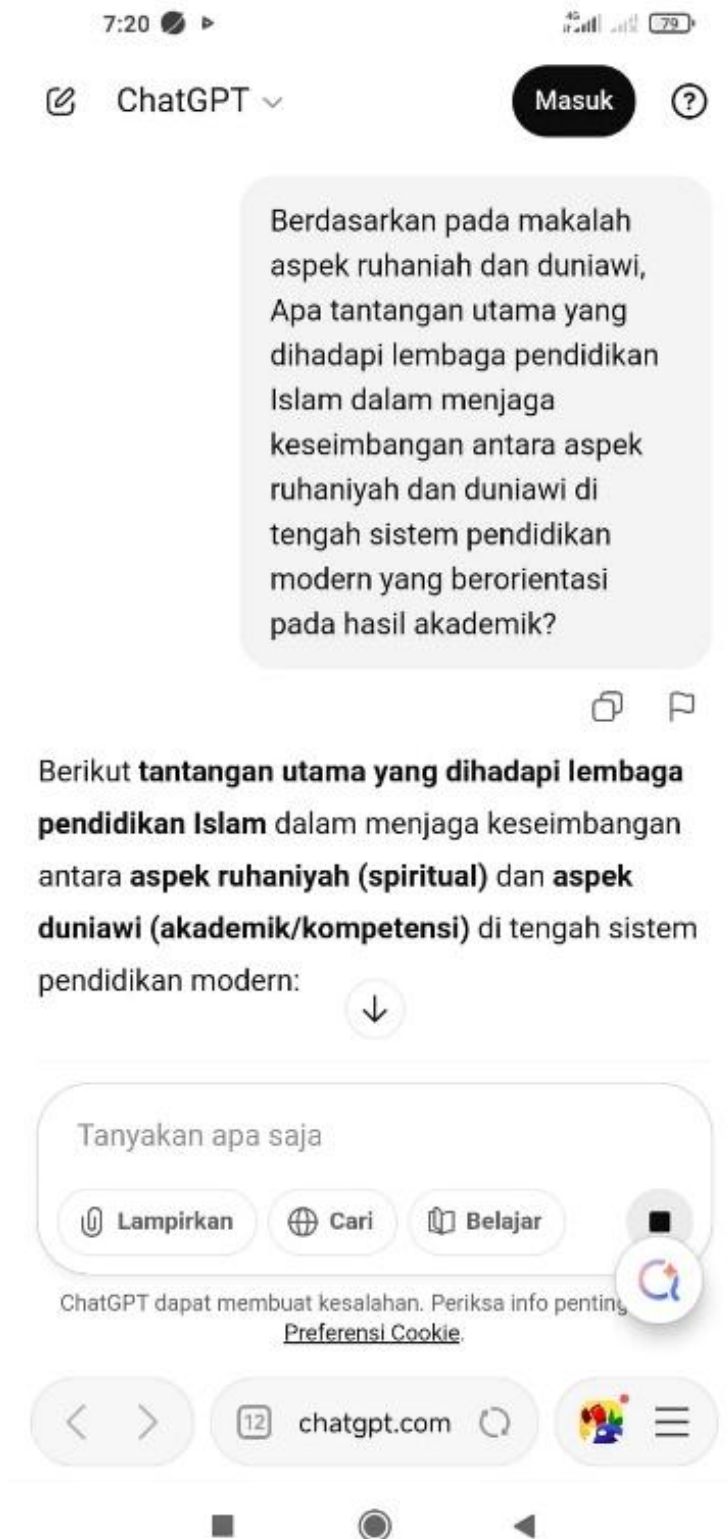 7:20
4G
79
ChatGPT
Masuk
Berdasarkan pada makalah
aspek ruhaniah dan duniawi,
Apa tantangan utama yang
dihadapi lembaga pendidikan
Islam dalam menjaga
keseimbangan antara aspek
ruhaniyah dan duniawi di
tengah sistem pendidikan
modern yang berorientasi
pada hasil akademik?
Berikut tantangan utama yang dihadapi lembaga
pendidikan Islam dalam menjaga keseimbangan
antara aspek ruhaniyah (spiritual) dan aspek
duniawi (akademik/kompetensi) di tengah sistem
pendidikan modern:
Tanyakan apa saja
Lampirkan
Cari
Belajar
ChatGPT dapat membuat kesalahan. Periksa info penting
Preferensi Cookie.
12
chatgpt.com